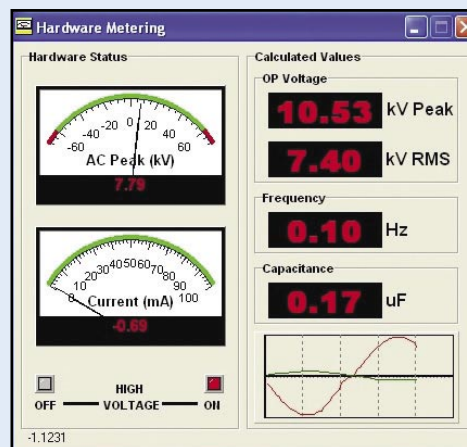 Hardware Metering
Hardware Status
-60 -40 -20 0 20 40 60
AC Peak (kV)
7.79
0 10 20 30 40 50 60 70 80 90 100
Current (mA)
-0.69
HIGH
OFF VOLTAGE ON
-1.1231
Calculated Values
OP Voltage
10.53 kV Peak
7.40 kV RMS
Frequency
0.10 Hz
Capacitance
0.17 uF